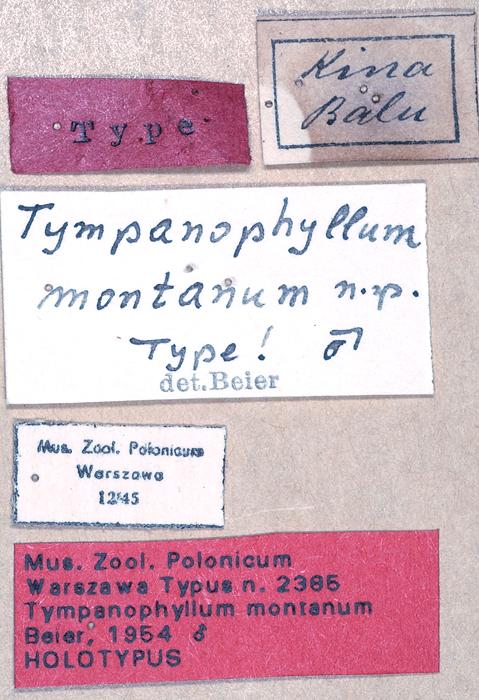 Type
Kina
Balu
Tympanophyllum
montanum n.sp.
Type! ♂
det.Beier
Mus. Zool. Polonicum
Warszawa
12/45
Mus. Zool. Polonicum
Warszawa Typus n. 2385
Tympanophyllum montanum
Beier, 1954 ♂
HOLOTYPUS